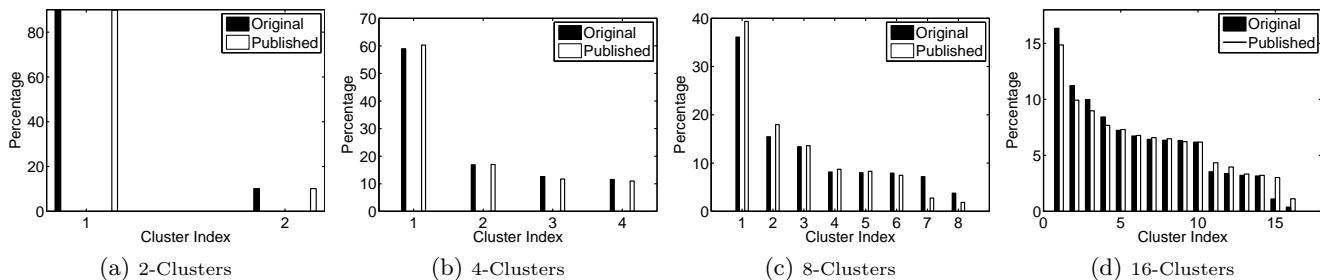 80
60
40
20
0
Percentage
1
2
Cluster Index
Original
Published
(a) 2-Clusters
70
60
50
40
30
20
10
0
Percentage
1
2
3
4
Cluster Index
Original
Published
(b) 4-Clusters
40
30
20
10
0
Percentage
1
2
3
4
5
6
7
8
Cluster Index
Original
Published
(c) 8-Clusters
15
10
5
0
Percentage
0
5
10
15
Cluster Index
Original
Published
(d) 16-Clusters